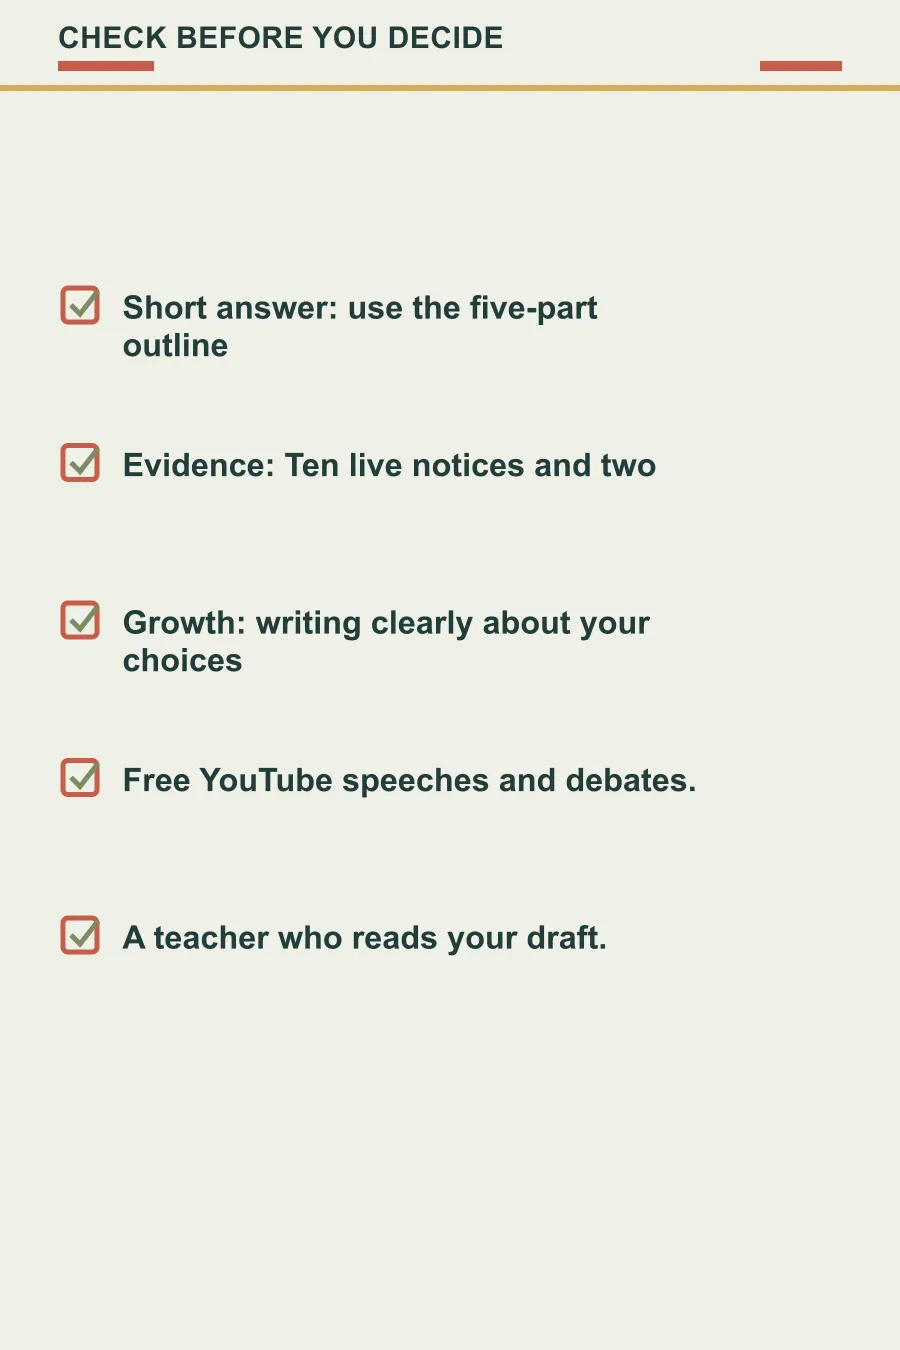 CHECK BEFORE YOU DECIDE
Short answer: use the five-part
outline
Evidence: Ten live notices and two
Growth: writing clearly about your
choices
Free YouTube speeches and debates.
A teacher who reads your draft.